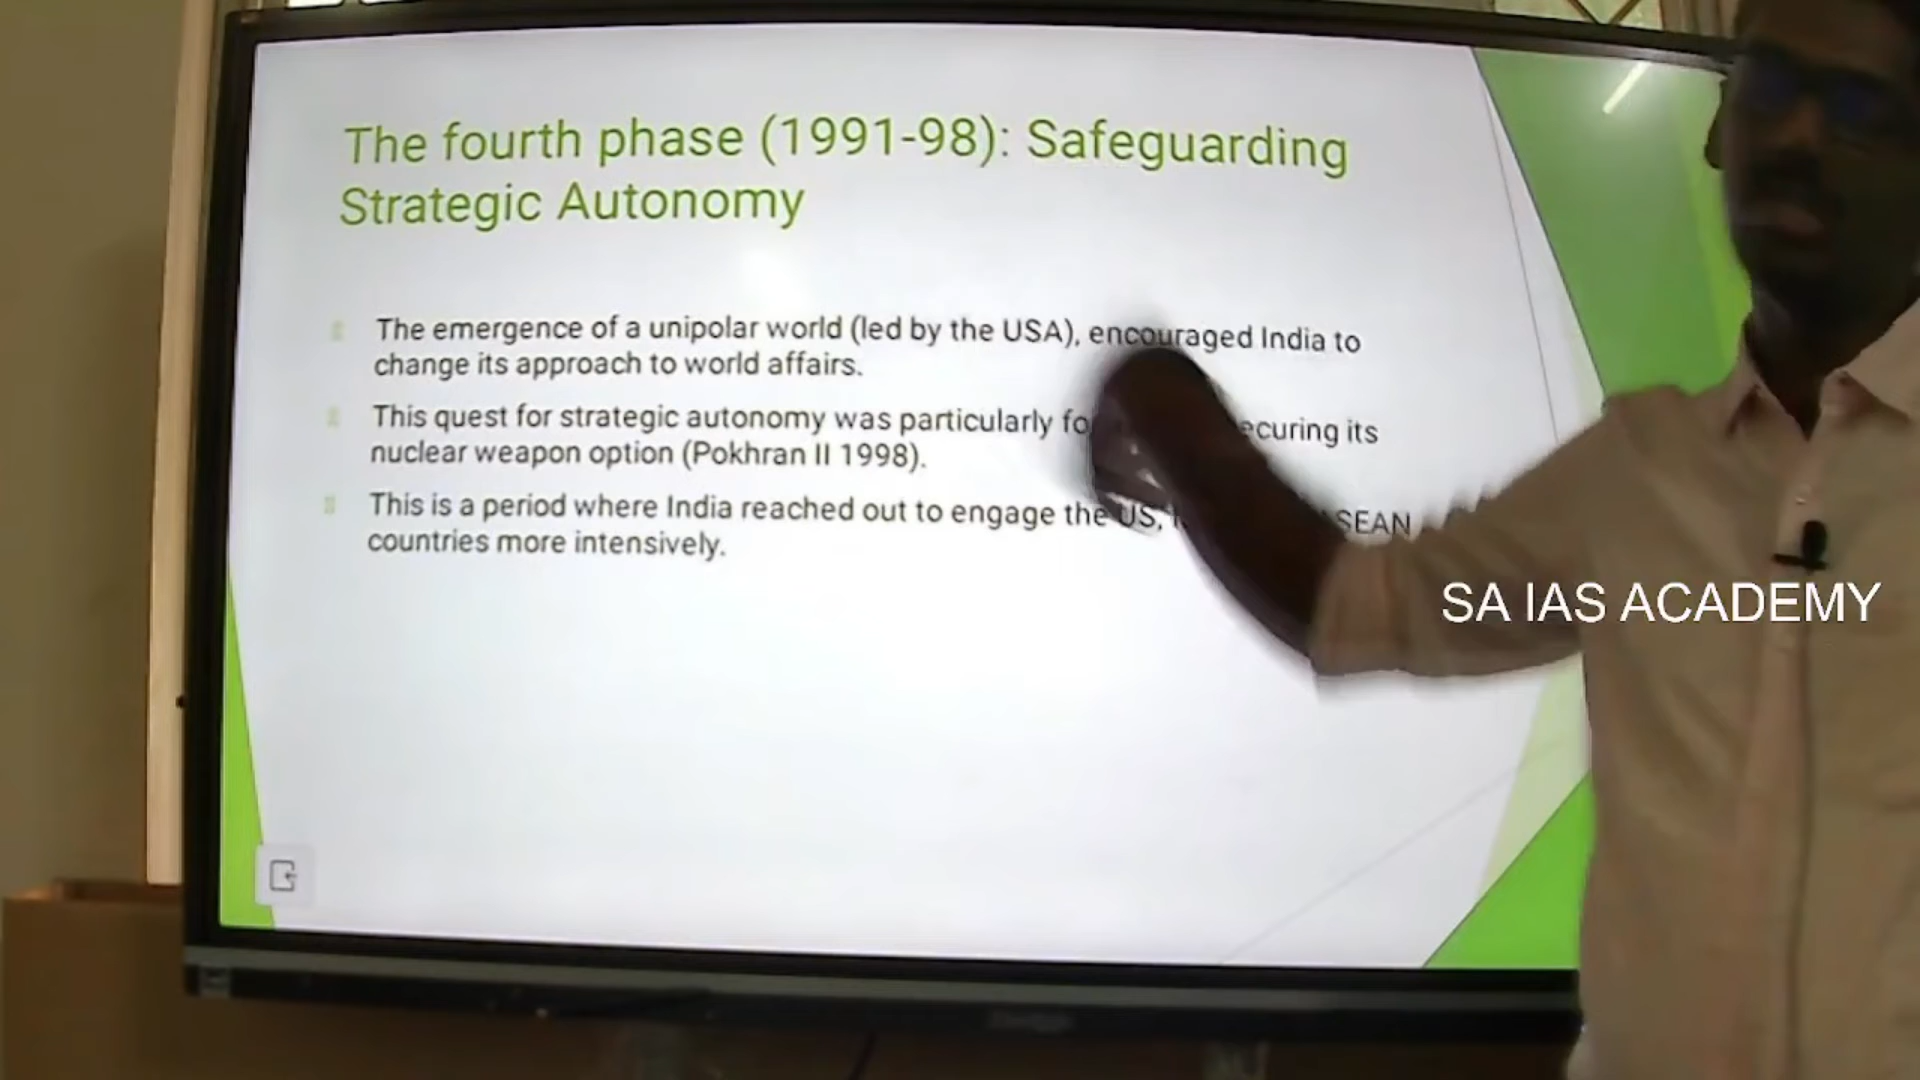 The fourth phase (1991-98): Safeguarding
Strategic Autonomy
The emergence of a unipolar world (led by the USA), encouraged India to
change its approach to world affairs.
This quest for strategic autonomy was particularly its
nuclear weapon option (Pokhran II 1998).
This is a period where India reached out to engage the US,
countries more intensively.
SA IAS ACADEMY